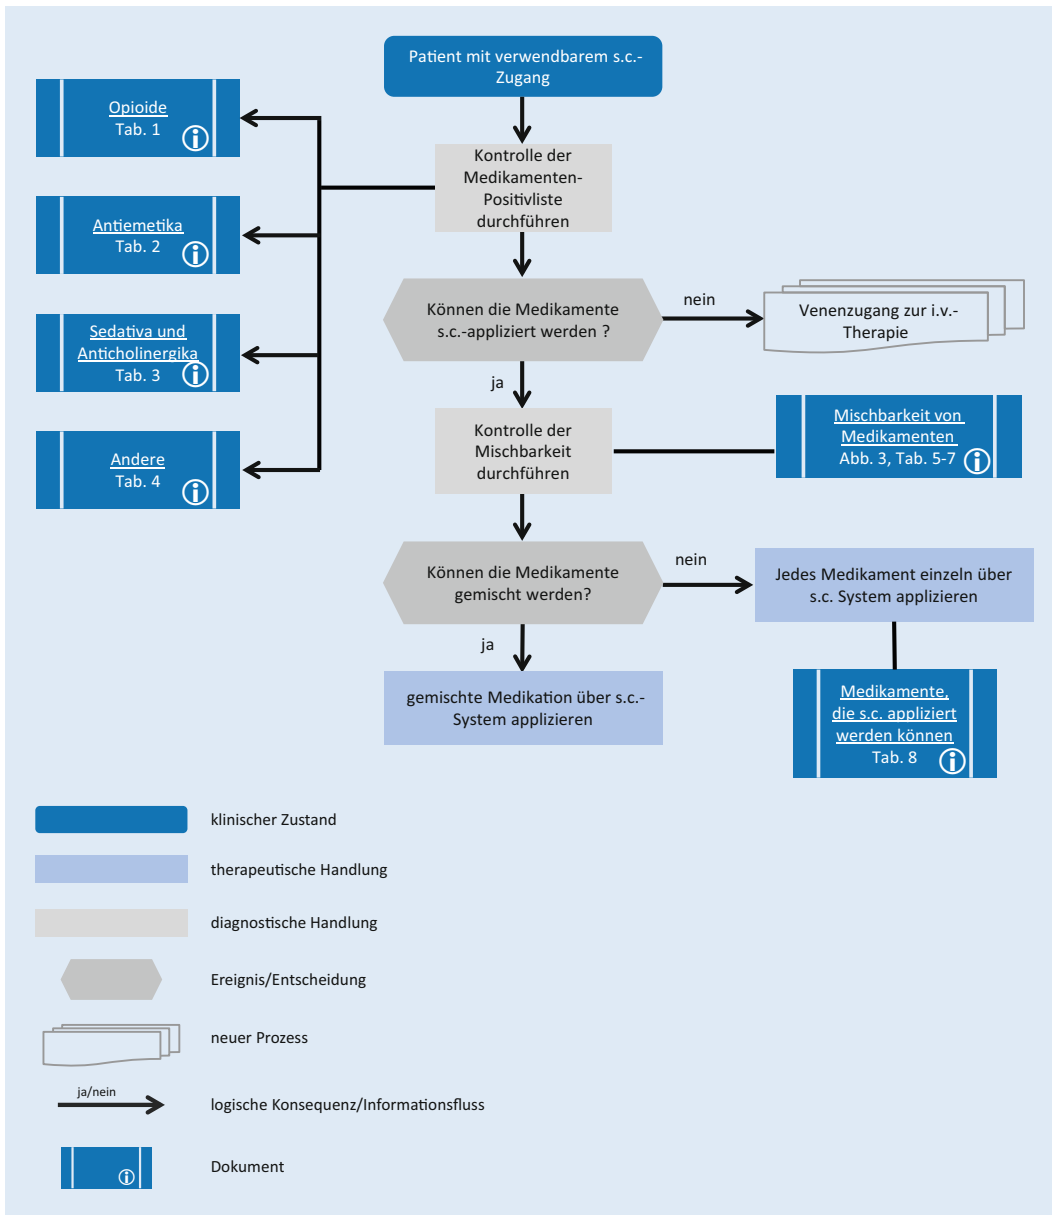 Patient mit verwendbarem s.c.-
Zugang
Opioide
Tab. 1
Antiemetika
Tab. 2
Sedativa und
Anticholinergika
Tab. 3
Andere
Tab. 4
Kontrolle der
Medikamenten-
Positivliste
durchführen
Können die Medikamente
s.c.-appliziert werden ?
nein
Venenzugang zur i.v.-
Therapie
ja
Kontrolle der
Mischbarkeit
durchführen
Mischbarkeit von
Medikamenten
Abb. 3, Tab. 5-7
Können die Medikamente
gemischt werden?
nein
Jedes Medikament einzeln über
s.c. System applizieren
ja
gemischte Medikation über s.c.-
System applizieren
Medikamente,
die s.c. appliziert
werden können
Tab. 8
klinischer Zustand
therapeutische Handlung
diagnostische Handlung
Ereignis/Entscheidung
neuer Prozess
ja/nein
logische Konsequenz/Informationsfluss
Dokument